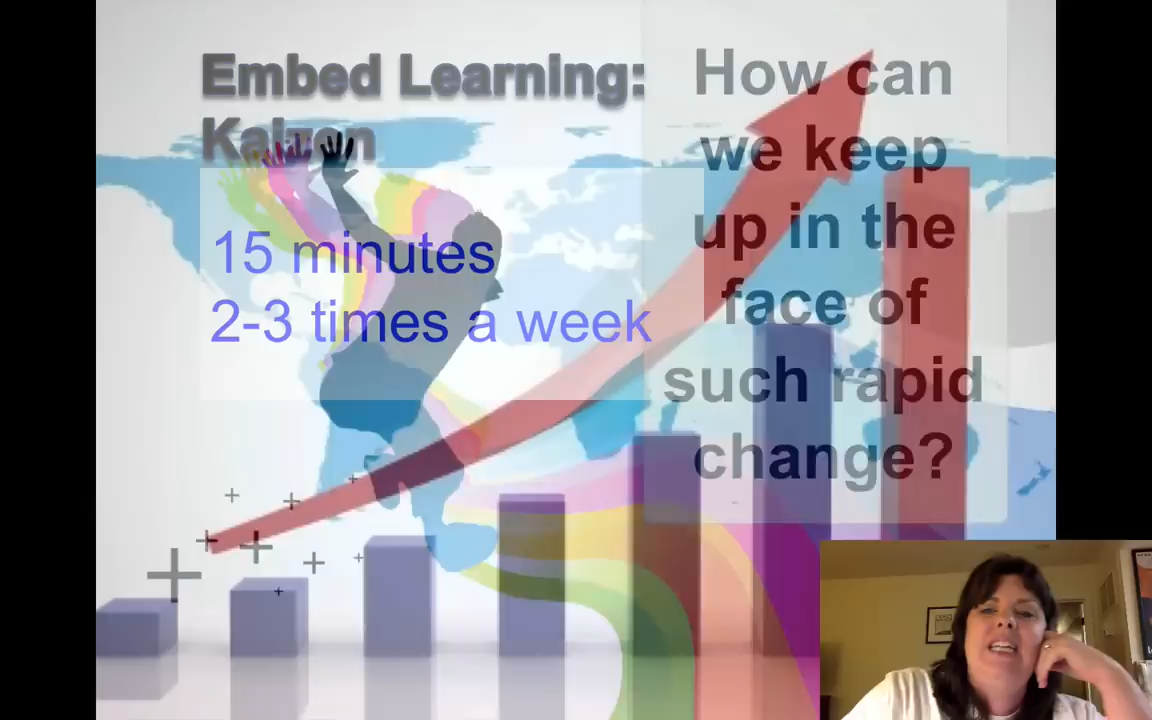 Embed Learning:
Kaizen
15 minutes
2-3 times a week
How can
we keep
up in the
face of
such rapid
change?